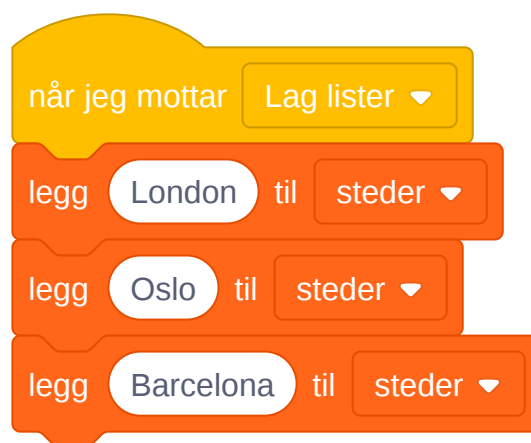 når jeg mottar Lag lister
legg London til steder
legg Oslo til steder
legg Barcelona til steder